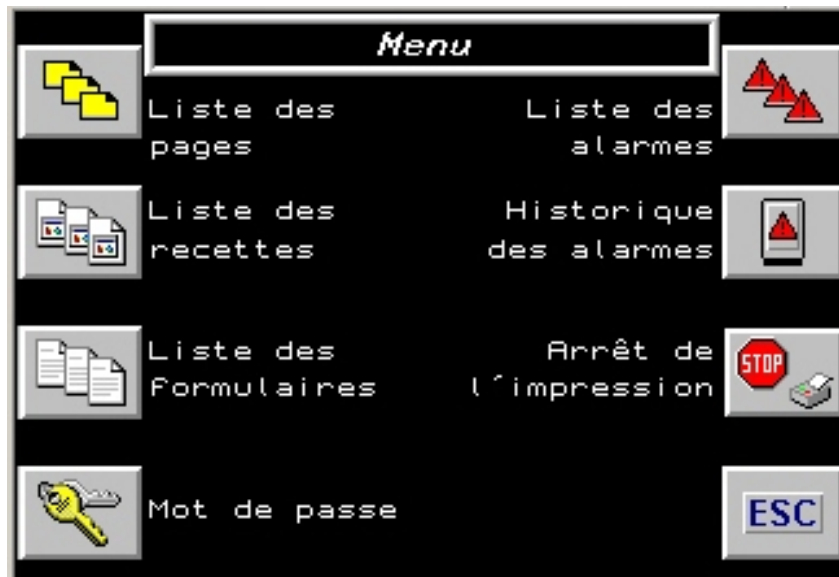 Menu
Liste des
pages
Liste des
alarmes
Liste des
recettes
Historique
des alarmes
Liste des
Formulaires
Arrêt de
l´impression
STOP
Mot de passe
ESC